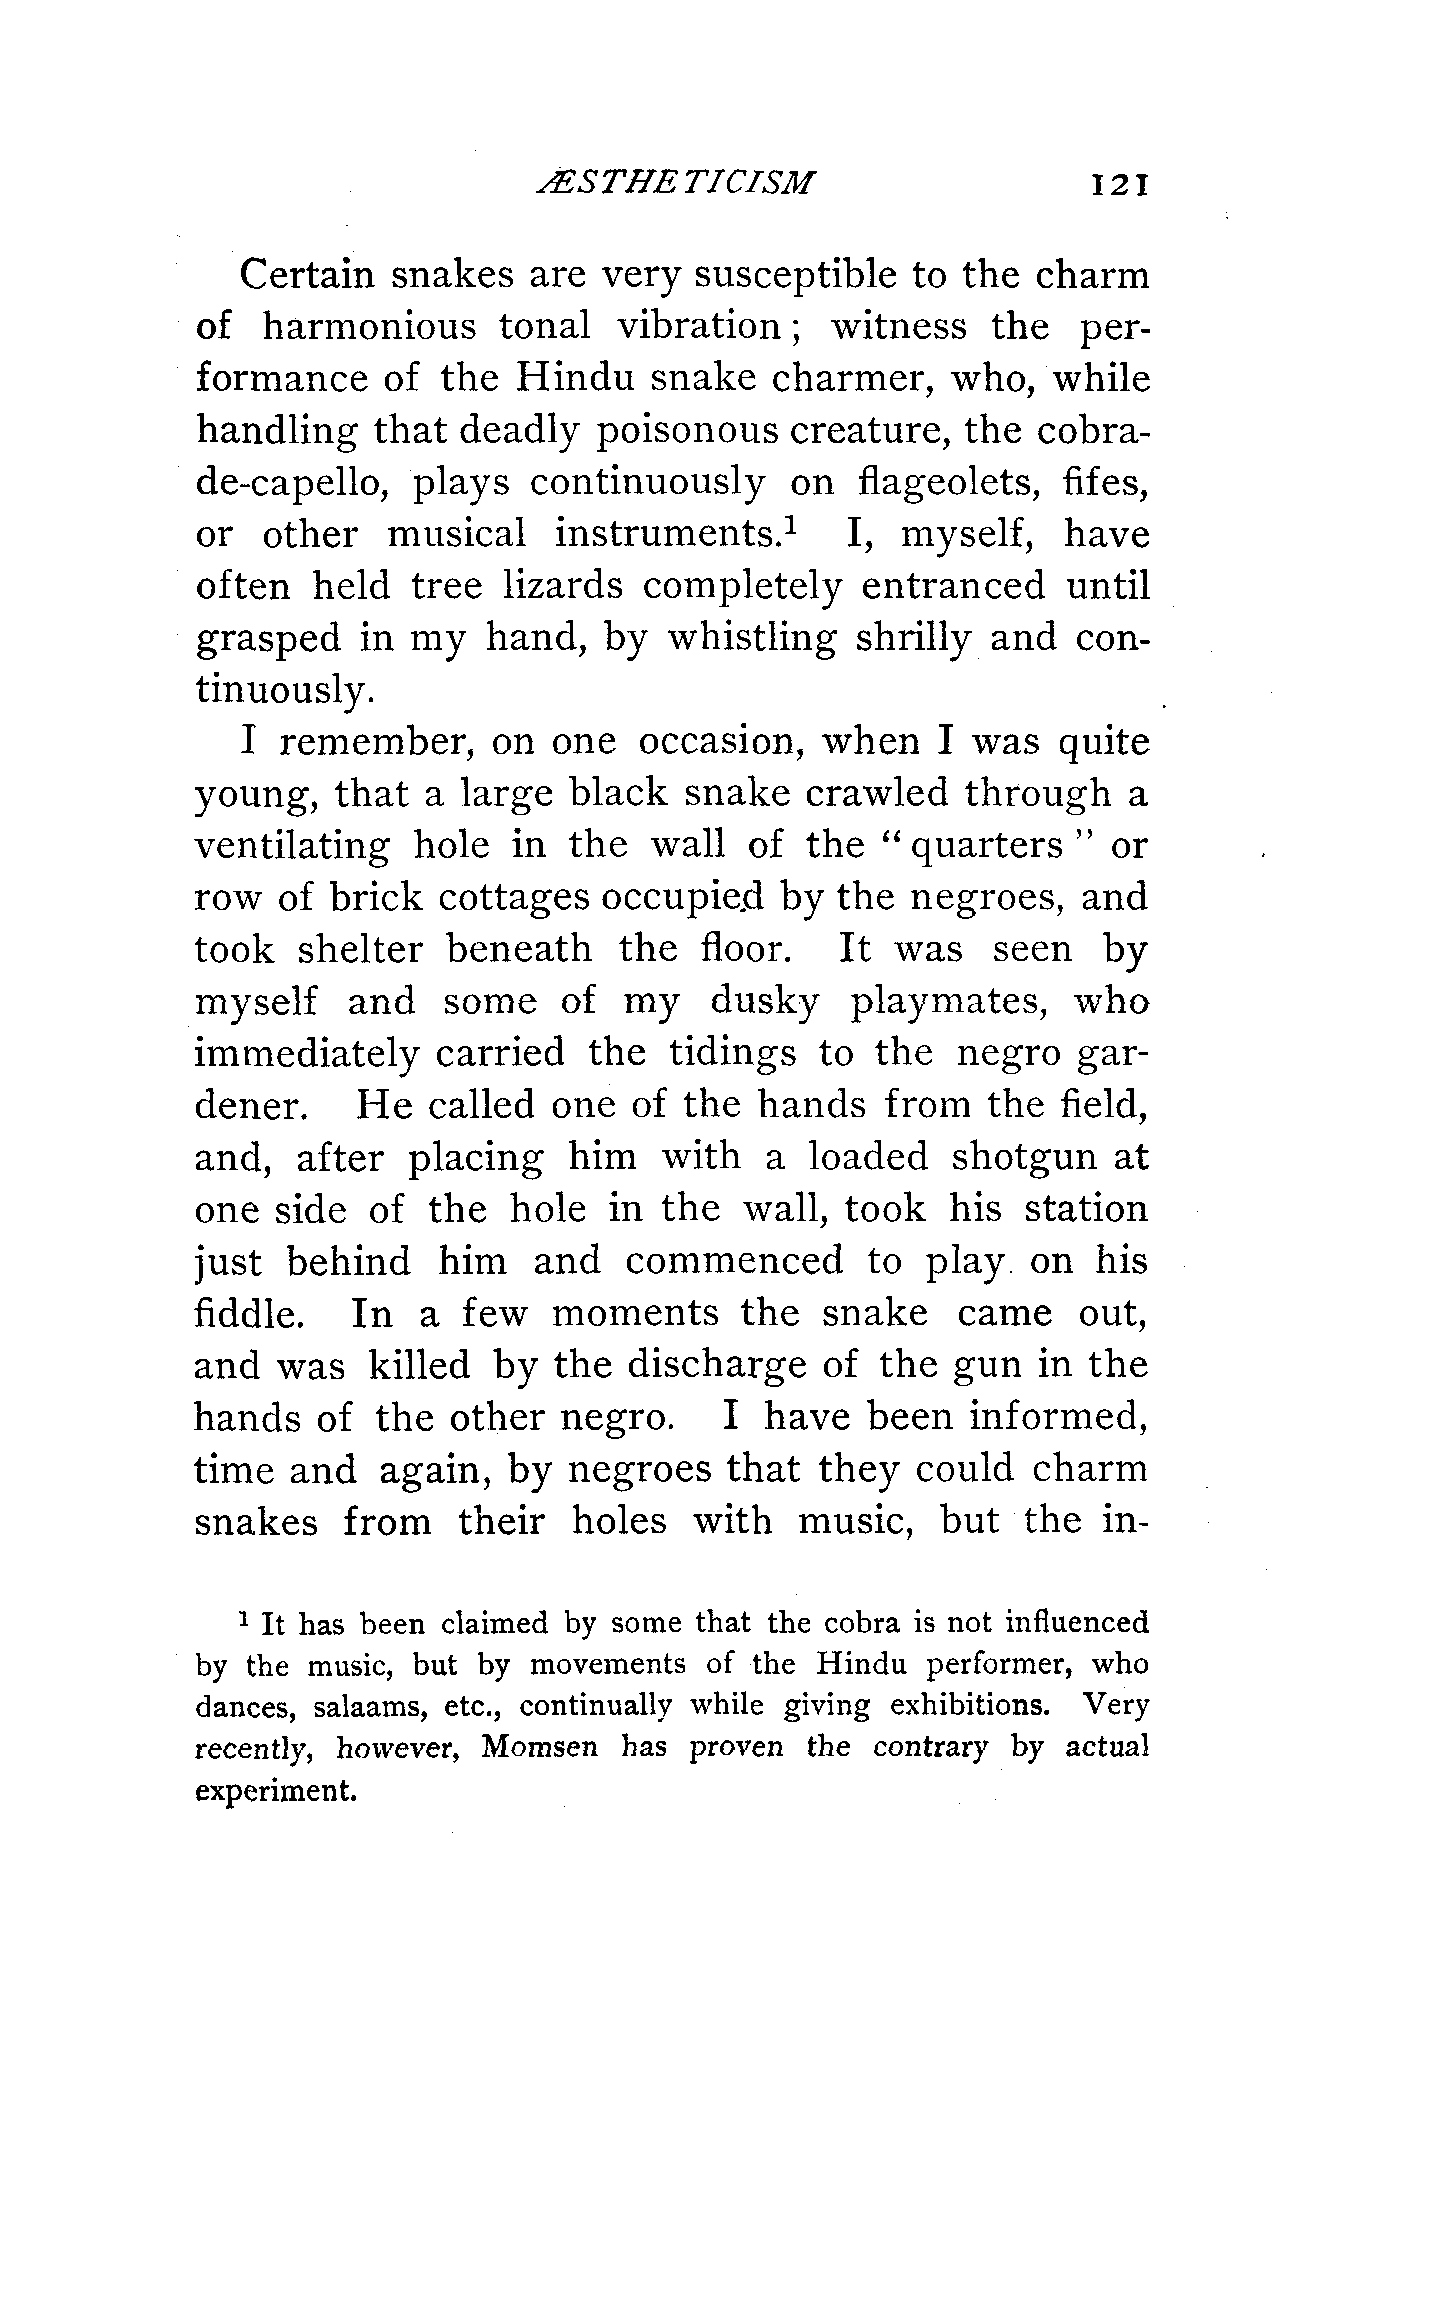 ÆSTHETICISM 121
Certain snakes are very susceptible to the charm
of harmonious tonal vibration; witness the per-
formance of the Hindu snake charmer, who, while
handling that deadly poisonous creature, the cobra-
de-capello, plays continuously on flageolets, fifes,
or other musical instruments.¹ I, myself, have
often held tree lizards completely entranced until
grasped in my hand, by whistling shrilly and con-
tinuously.
I remember, on one occasion, when I was quite
young, that a large black snake crawled through a
ventilating hole in the wall of the "quarters" or
row of brick cottages occupied by the negroes, and
took shelter beneath the floor. It was seen by
myself and some of my dusky playmates, who
immediately carried the tidings to the negro gar-
dener. He called one of the hands from the field,
and, after placing him with a loaded shotgun at
one side of the hole in the wall, took his station
just behind him and commenced to play on his
fiddle. In a few moments the snake came out,
and was killed by the discharge of the gun in the
hands of the other negro. I have been informed,
time and again, by negroes that they could charm
snakes from their holes with music, but the in-
¹ It has been claimed by some that the cobra is not influenced
by the music, but by movements of the Hindu performer, who
dances, salaams, etc., continually while giving exhibitions. Very
recently, however, Momsen has proven the contrary by actual
experiment.